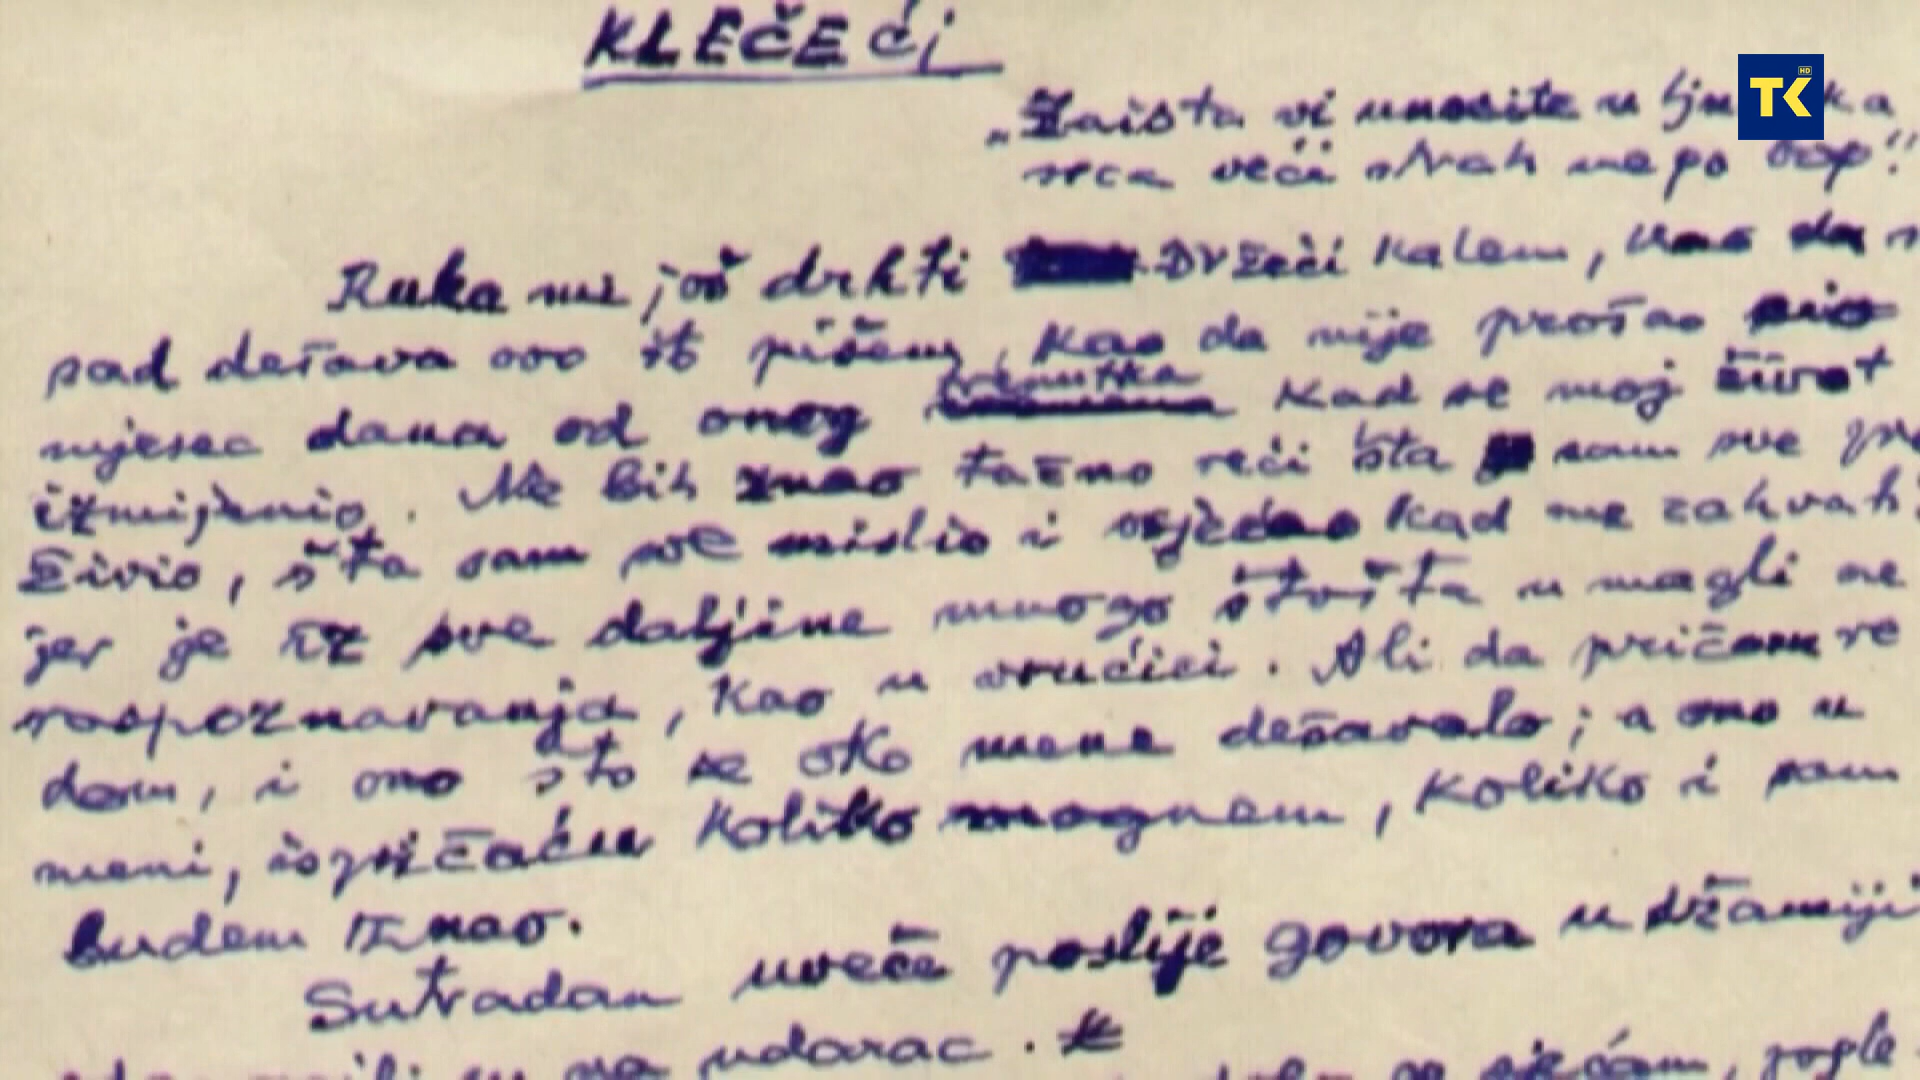 KLEČEĆI
TK HD
„Zaista vi unosite u
srca veći strah nego bog"
Ruka mi još drhti Držeći kalem, kao da
sad dešava ovo što pišem, kao da nije prošao
trenutka
mjesec dana od onog kad se moj život
izmijenio. Ne bih znao tačno reći šta sam sve
živio, šta sam sve mislio i osjećao kad me
jer je iz sve daljine mnogo štošta u magli ne
raspoznavanja, kao u vrućici. Ali da pričam
dom, i ono što se oko mene dešavalo; a ono u
meni, ispričaću koliko mognem, koliko i sam
budem znao.
Sutradan uveče poslije govora u džamiji
udarac.
sjećam,